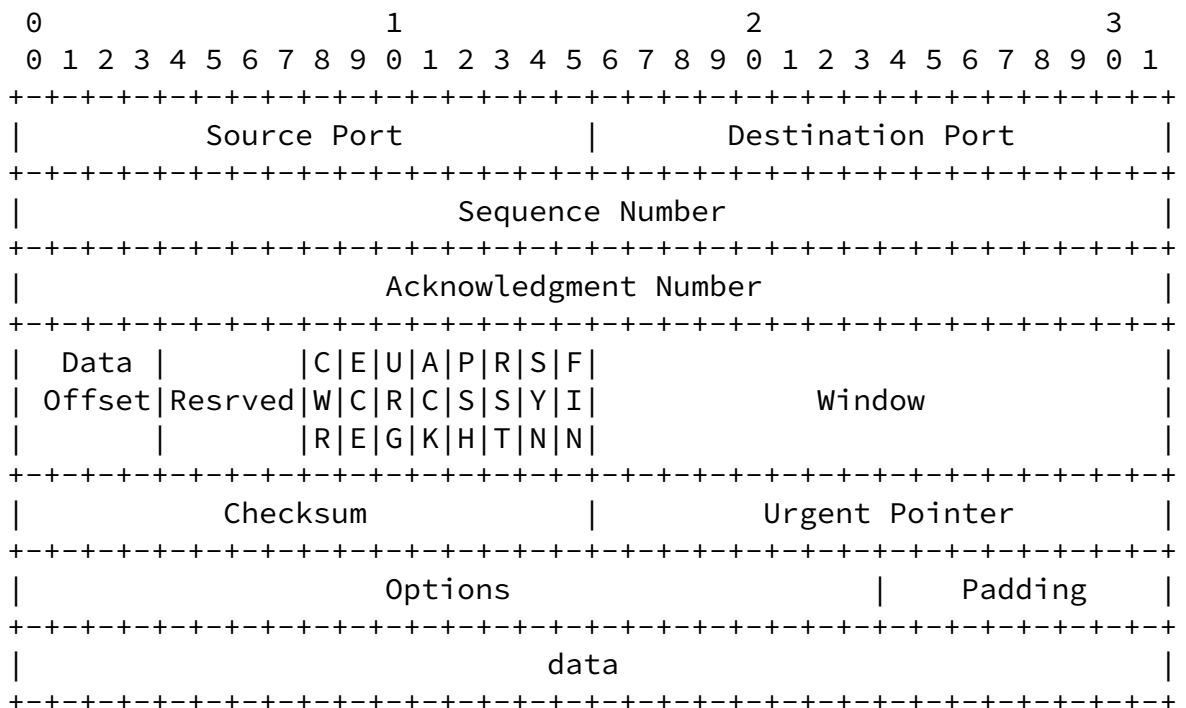 0                   1                   2                   3
 0 1 2 3 4 5 6 7 8 9 0 1 2 3 4 5 6 7 8 9 0 1 2 3 4 5 6 7 8 9 0 1
+-+-+-+-+-+-+-+-+-+-+-+-+-+-+-+-+-+-+-+-+-+-+-+-+-+-+-+-+-+-+-+-+
|          Source Port          |       Destination Port        |
+-+-+-+-+-+-+-+-+-+-+-+-+-+-+-+-+-+-+-+-+-+-+-+-+-+-+-+-+-+-+-+-+
|                        Sequence Number                        |
+-+-+-+-+-+-+-+-+-+-+-+-+-+-+-+-+-+-+-+-+-+-+-+-+-+-+-+-+-+-+-+-+
|                    Acknowledgment Number                      |
+-+-+-+-+-+-+-+-+-+-+-+-+-+-+-+-+-+-+-+-+-+-+-+-+-+-+-+-+-+-+-+-+
|  Data |       |C|E|U|A|P|R|S|F|                               |
| Offset|Resrved|W|C|R|C|S|S|Y|I|            Window             |
|       |       |R|E|G|K|H|T|N|N|                               |
+-+-+-+-+-+-+-+-+-+-+-+-+-+-+-+-+-+-+-+-+-+-+-+-+-+-+-+-+-+-+-+-+
|           Checksum            |         Urgent Pointer        |
+-+-+-+-+-+-+-+-+-+-+-+-+-+-+-+-+-+-+-+-+-+-+-+-+-+-+-+-+-+-+-+-+
|                    Options                    |    Padding    |
+-+-+-+-+-+-+-+-+-+-+-+-+-+-+-+-+-+-+-+-+-+-+-+-+-+-+-+-+-+-+-+-+
|                             data                              |
+-+-+-+-+-+-+-+-+-+-+-+-+-+-+-+-+-+-+-+-+-+-+-+-+-+-+-+-+-+-+-+-+